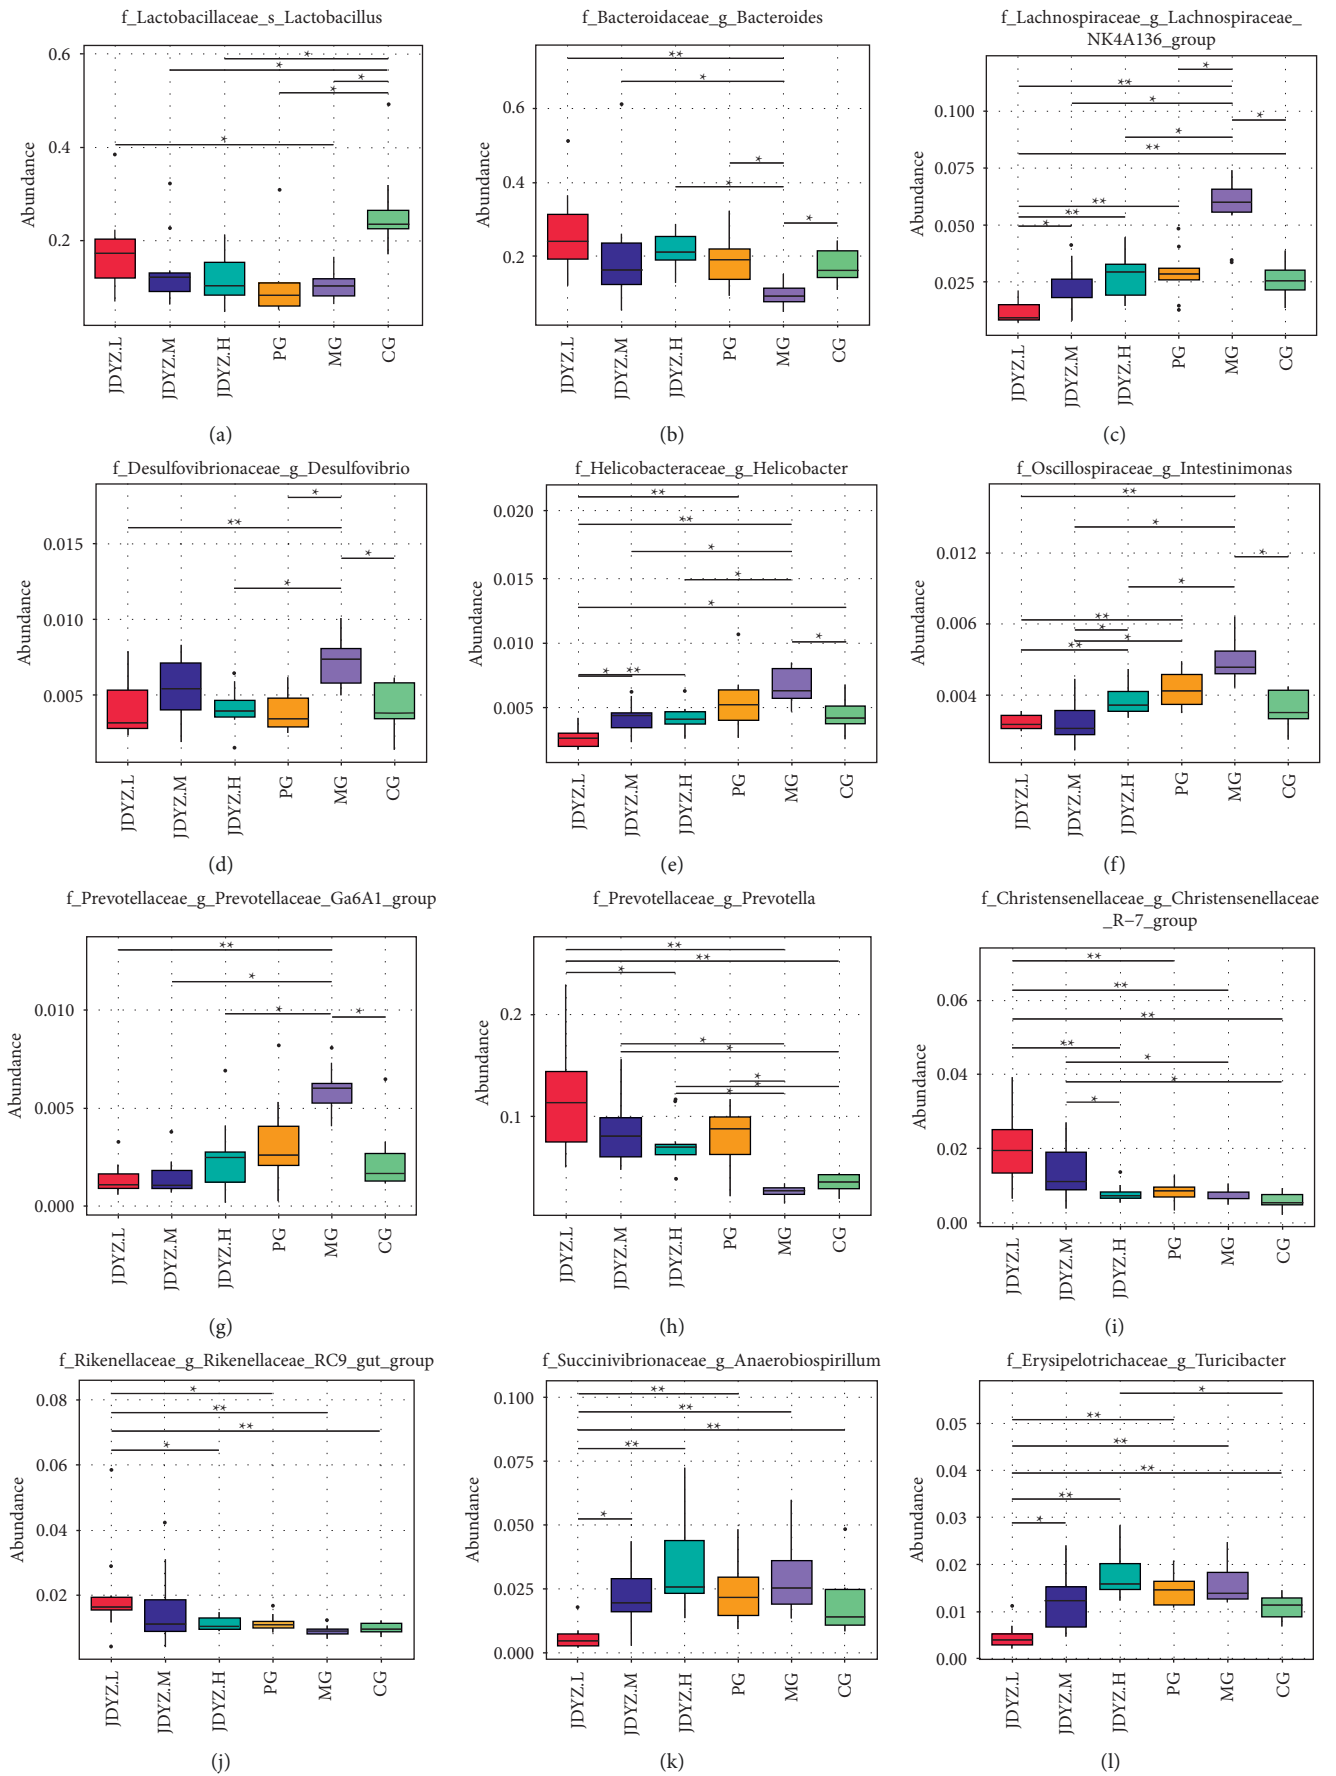 f_Lactobacillaceae_s_Lactobacillus
Abundance
0.6
0.4
0.2
* * * * *
JDYZ.L JDYZ.M JDYZ.H PG MG CG
(a)
f_Bacteroidaceae_g_Bacteroides
Abundance
0.6
0.4
0.2
** * * * *
JDYZ.L JDYZ.M JDYZ.H PG MG CG
(b)
f_Lachnospiraceae_g_Lachnospiraceae_
NK4A136_group
Abundance
0.100
0.075
0.050
0.025
* ** * * * ** ** ** *
JDYZ.L JDYZ.M JDYZ.H PG MG CG
(c)
f_Desulfovibrionaceae_g_Desulfovibrio
Abundance
0.015
0.010
0.005
* ** * *
JDYZ.L JDYZ.M JDYZ.H PG MG CG
(d)
f_Helicobacteraceae_g_Helicobacter
Abundance
0.020
0.015
0.010
0.005
** ** * * * * * **
JDYZ.L JDYZ.M JDYZ.H PG MG CG
(e)
f_Oscillospiraceae_g_Intestinimonas
Abundance
0.012
0.006
0.004
** * * * ** * * **
JDYZ.L JDYZ.M JDYZ.H PG MG CG
(f)
f_Prevotellaceae_g_Prevotellaceae_Ga6A1_group
Abundance
0.010
0.005
0.000
** * * *
JDYZ.L JDYZ.M JDYZ.H PG MG CG
(g)
f_Prevotellaceae_g_Prevotella
Abundance
0.2
0.1
** ** * * * * * *
JDYZ.L JDYZ.M JDYZ.H PG MG CG
(h)
f_Christensenellaceae_g_Christensenellaceae
_R−7_group
Abundance
0.06
0.04
0.02
0.00
** ** ** ** * * *
JDYZ.L JDYZ.M JDYZ.H PG MG CG
(i)
f_Rikenellaceae_g_Rikenellaceae_RC9_gut_group
Abundance
0.08
0.06
0.04
0.02
* ** ** *
JDYZ.L JDYZ.M JDYZ.H PG MG CG
(j)
f_Succinivibrionaceae_g_Anaerobiospirillum
Abundance
0.100
0.075
0.050
0.025
0.000
** ** ** ** *
JDYZ.L JDYZ.M JDYZ.H PG MG CG
(k)
f_Erysipelotrichaceae_g_Turicibacter
Abundance
0.05
0.04
0.03
0.02
0.01
0.00
* ** ** ** ** *
JDYZ.L JDYZ.M JDYZ.H PG MG CG
(l)